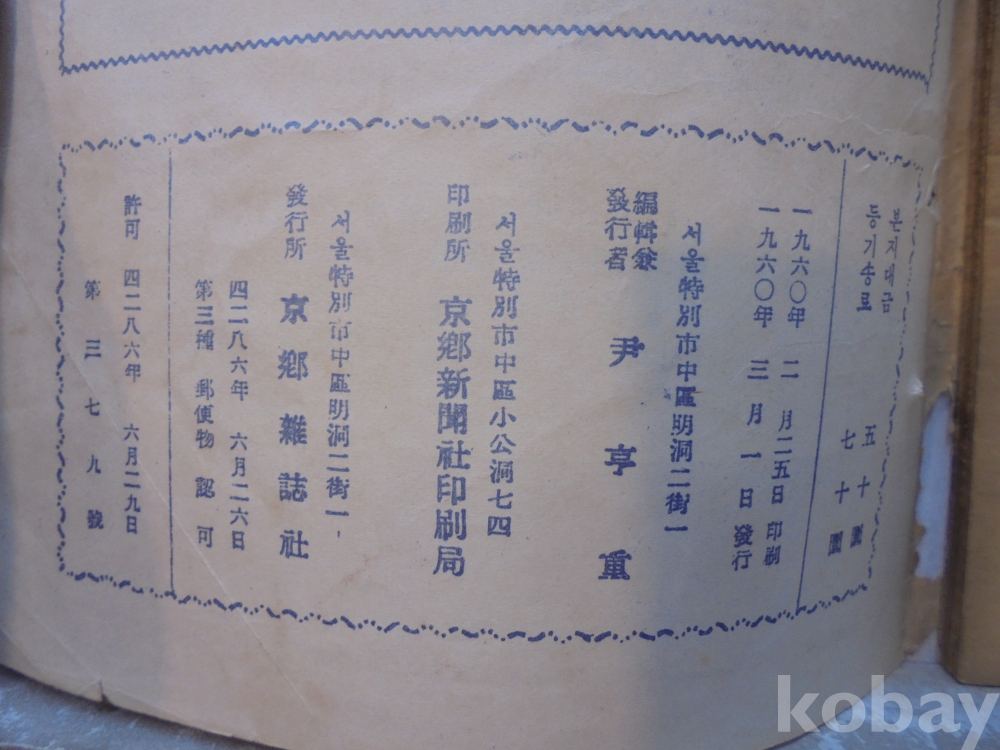 본지대금 五十圜
등기송료 七十圜
一九六〇年 二月二五日 印刷
一九六〇年 三月一日 發行
서울特別市中區明洞二街一
編輯兼
發行者 尹亨重
서울特別市中區小公洞七四
印刷所 京鄕新聞社印刷局
서울特別市中區明洞二街一
發行所 京鄕雜誌社
四二八六年 六月二六日
第三種 郵便物 認可
許可 四二八六年 六月二九日
第三七九號
kobay